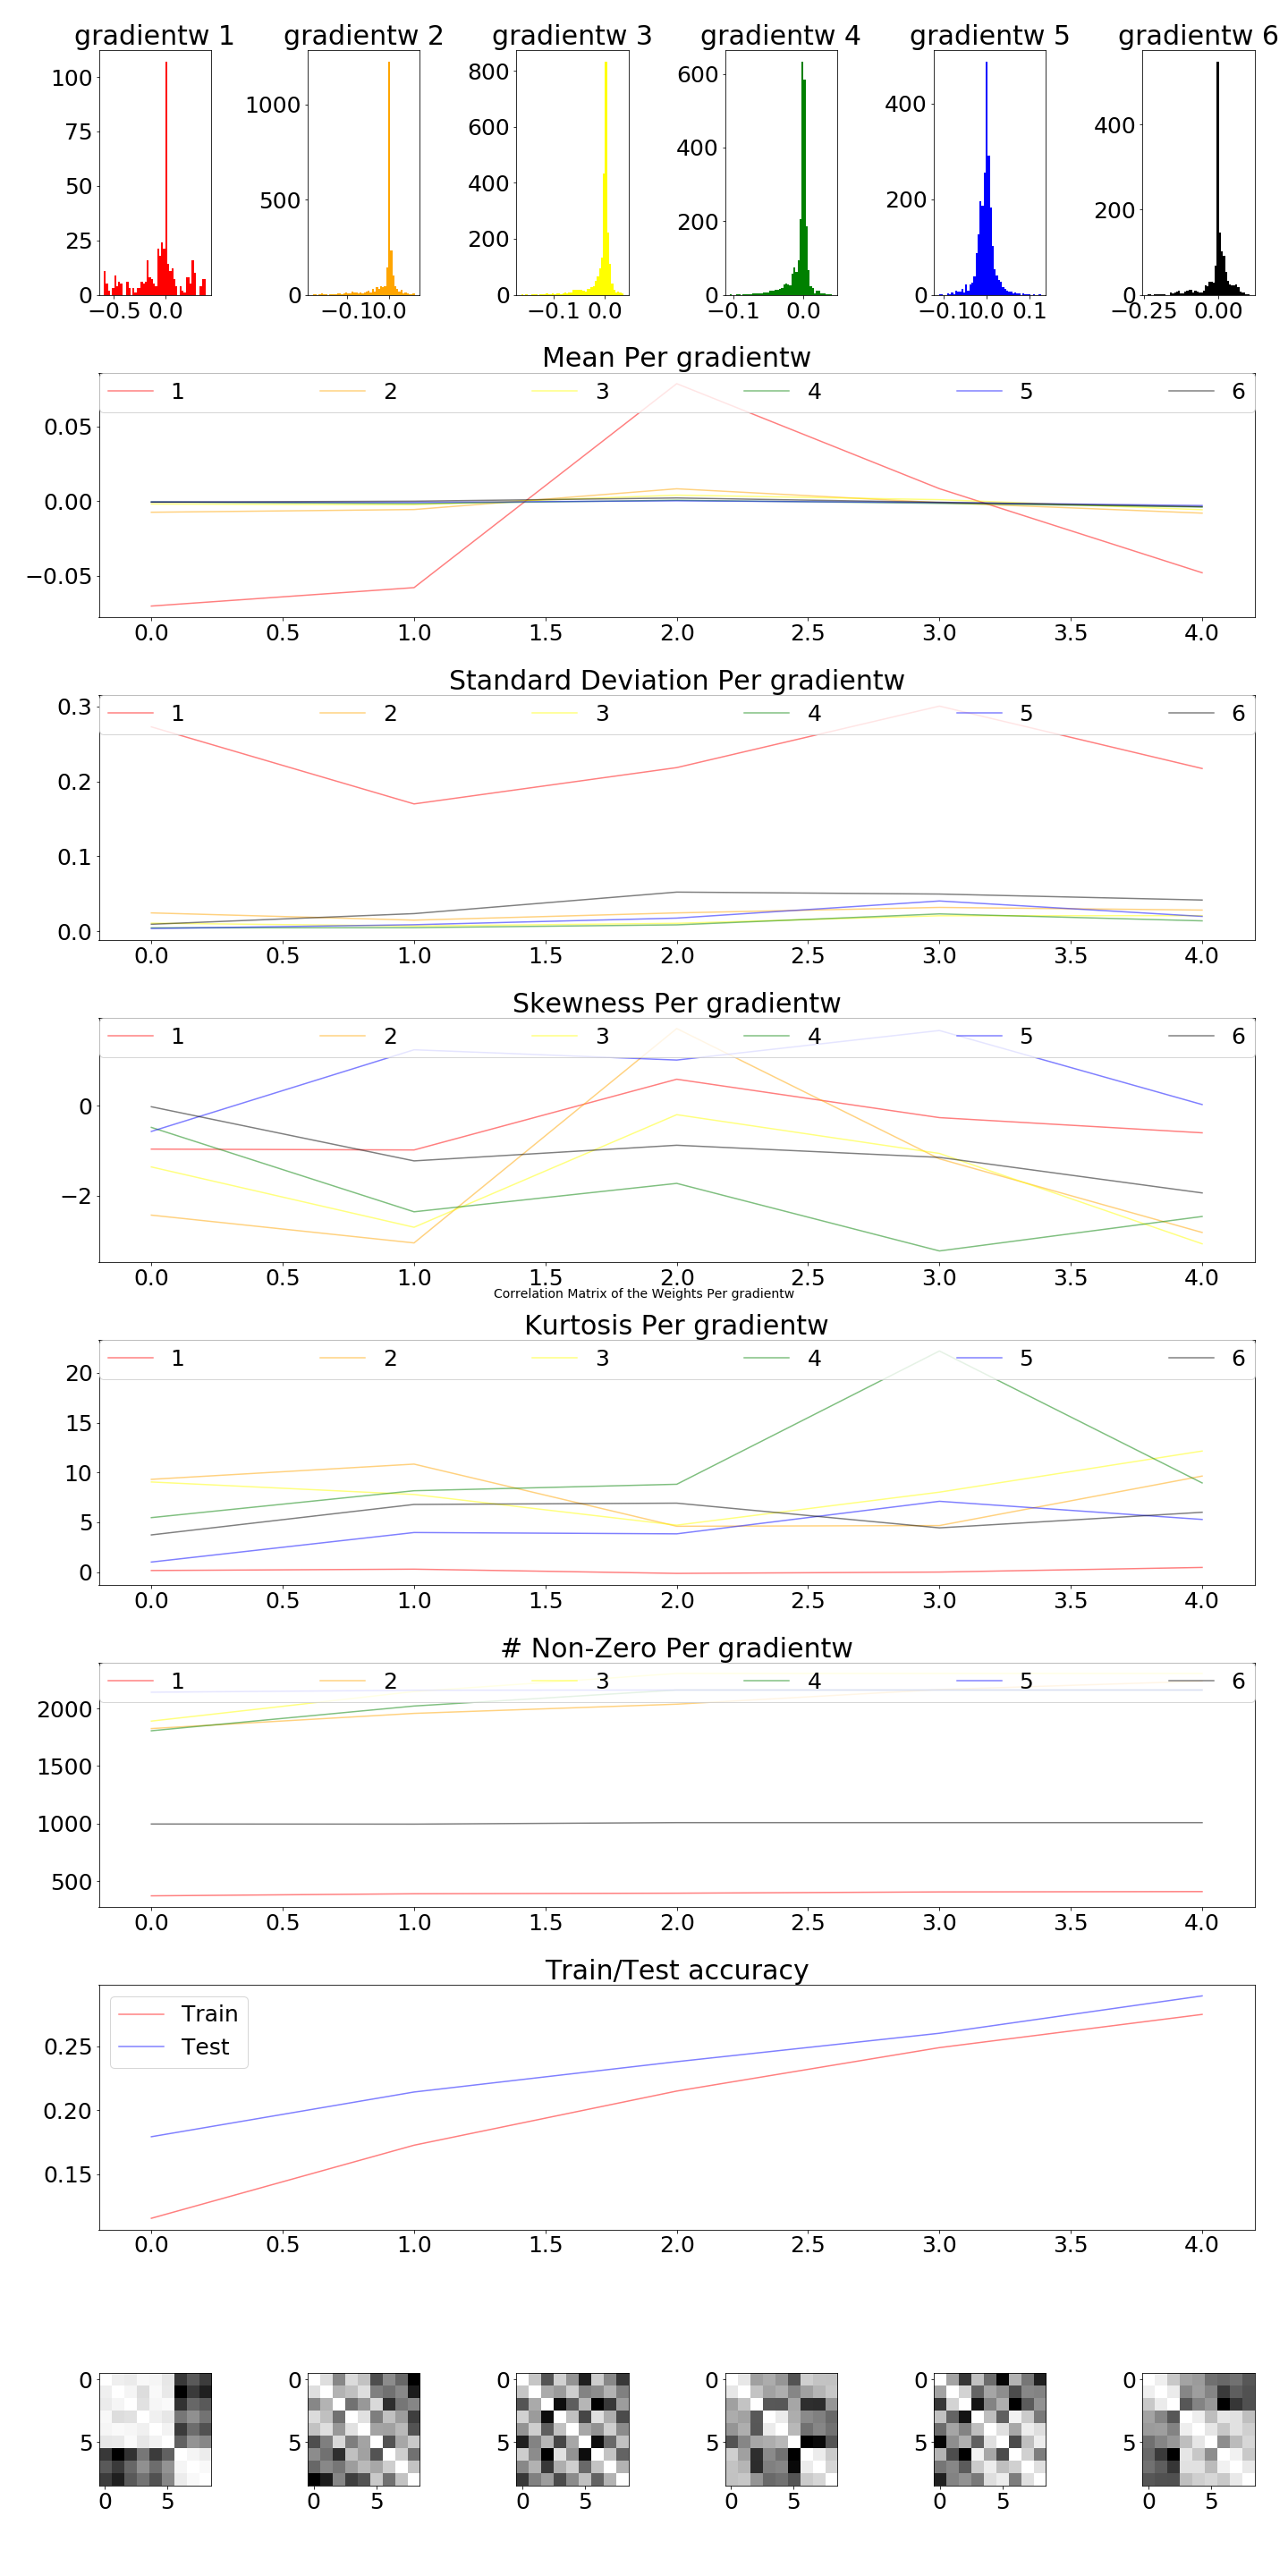 gradientw 1 gradientw 2 gradientw 3 gradientw 4 gradientw 5 gradientw 6
100 75 50 25 0
−0.5 0.0
1000 500 0
−0.10.0
800 600 400 200 0
−0.1 0.0
600 400 200 0
−0.1 0.0
400 200 0
−0.10.0 0.1
400 200 0
−0.25 0.00
Mean Per gradientw
1 2 3 4 5 6
0.05
0.00
−0.05
0.0 0.5 1.0 1.5 2.0 2.5 3.0 3.5 4.0
Standard Deviation Per gradientw
1 2 3 4 5 6
0.3
0.2
0.1
0.0
0.0 0.5 1.0 1.5 2.0 2.5 3.0 3.5 4.0
Skewness Per gradientw
1 2 3 4 5 6
0
−2
0.0 0.5 1.0 1.5 2.0 2.5 3.0 3.5 4.0
Correlation Matrix of the Weights Per gradientw
Kurtosis Per gradientw
1 2 3 4 5 6
20
15
10
5
0
0.0 0.5 1.0 1.5 2.0 2.5 3.0 3.5 4.0
# Non-Zero Per gradientw
1 2 3 4 5 6
2000
1500
1000
500
0.0 0.5 1.0 1.5 2.0 2.5 3.0 3.5 4.0
Train/Test accuracy
Train
Test
0.25
0.20
0.15
0.0 0.5 1.0 1.5 2.0 2.5 3.0 3.5 4.0
0 0 0 0 0 0
5 5 5 5 5 5
0 5 0 5 0 5 0 5 0 5 0 5